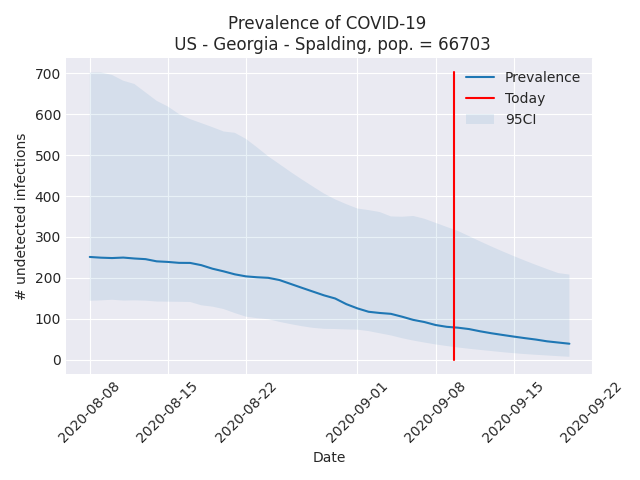 Prevalence of COVID-19
US - Georgia - Spalding, pop. = 66703
# undetected infections
700
600
500
400
300
200
100
0
Prevalence
Today
95CI
2020-08-08
2020-08-15
2020-08-22
2020-09-01
2020-09-08
2020-09-15
2020-09-22
Date